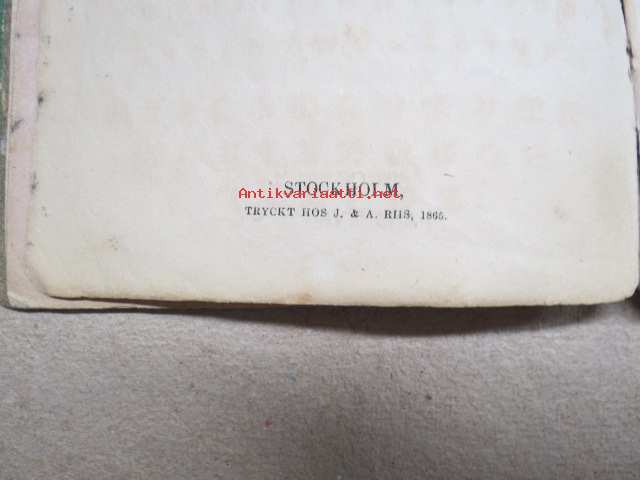 STOCKHOLM,
Antikvariaatti.net
TRYCKT HOS J. & A. RIIS, 1865.